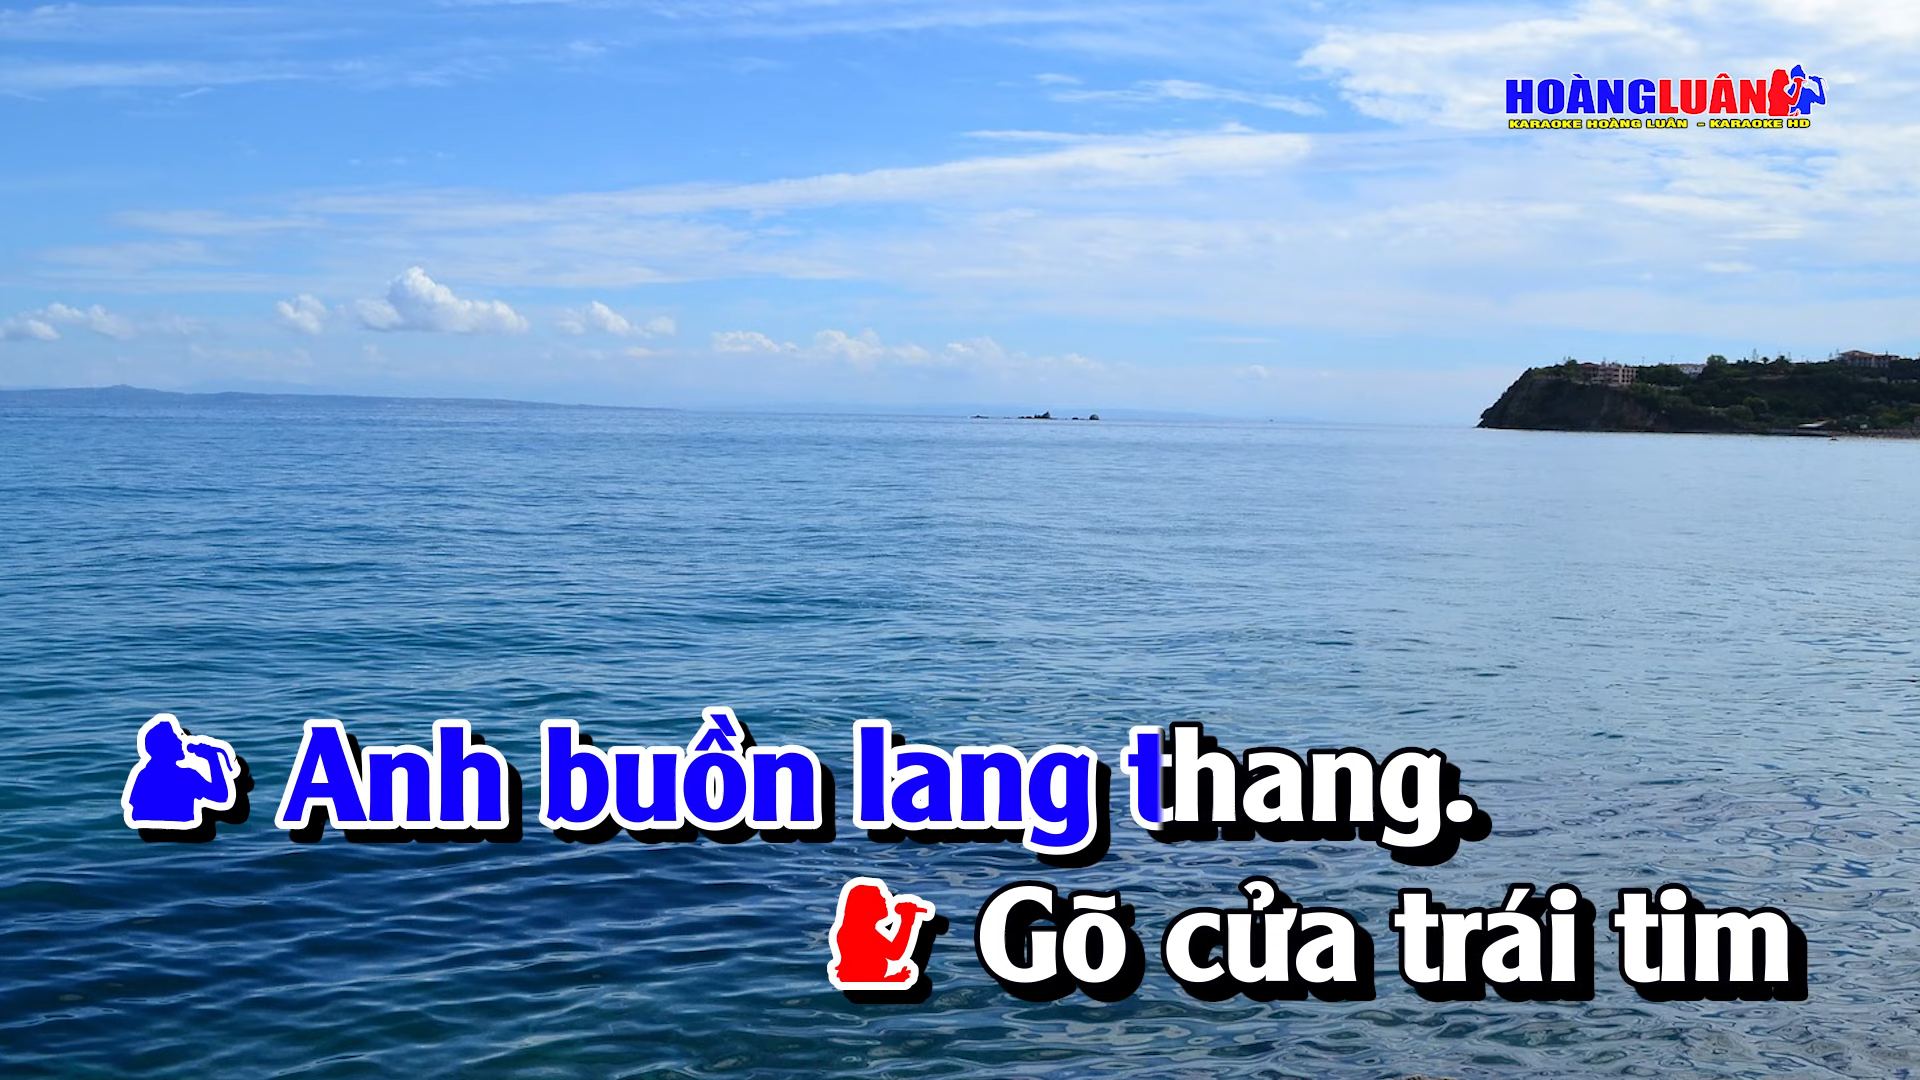 HOÀNGLUÂN
KARAOKE HOÀNG LUÂN - KARAOKE HD
Anh buồn lang thang.
Gõ cửa trái tim